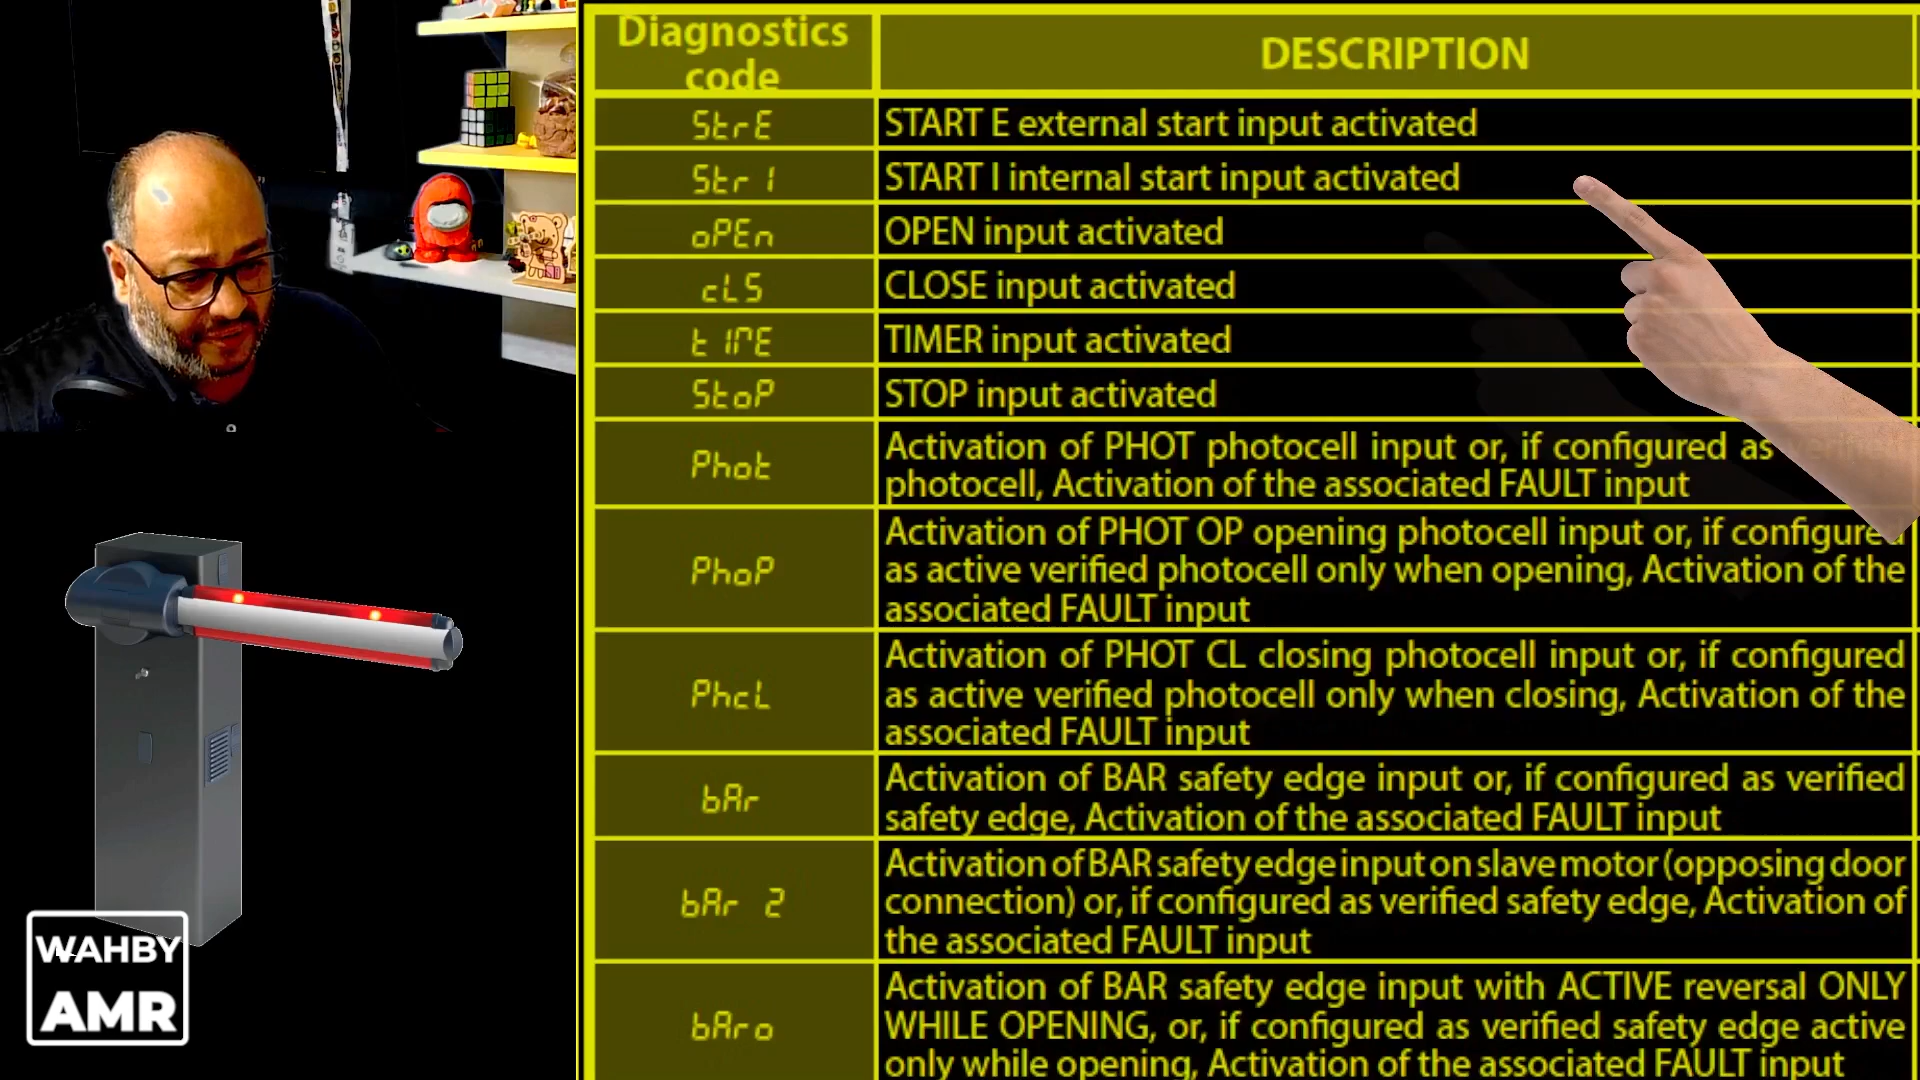 Diagnostics
code
DESCRIPTION
StrE
START E external start input activated
StrI
START I internal start input activated
oPEn
OPEN input activated
cLS
CLOSE input activated
tIME
TIMER input activated
StoP
STOP input activated
Phot
Activation of PHOT photocell input or, if configured as verified
photocell, Activation of the associated FAULT input
PhoP
Activation of PHOT OP opening photocell input or, if configured
as active verified photocell only when opening, Activation of the
associated FAULT input
PhcL
Activation of PHOT CL closing photocell input or, if configured
as active verified photocell only when closing, Activation of the
associated FAULT input
bAr
Activation of BAR safety edge input or, if configured as verified
safety edge, Activation of the associated FAULT input
bAr 2
Activation of BAR safety edge input on slave motor (opposing door
connection) or, if configured as verified safety edge, Activation of
the associated FAULT input
bAro
Activation of BAR safety edge input with ACTIVE reversal ONLY
WHILE OPENING, or, if configured as verified safety edge active
only while opening, Activation of the associated FAULT input
WAHBY
AMR